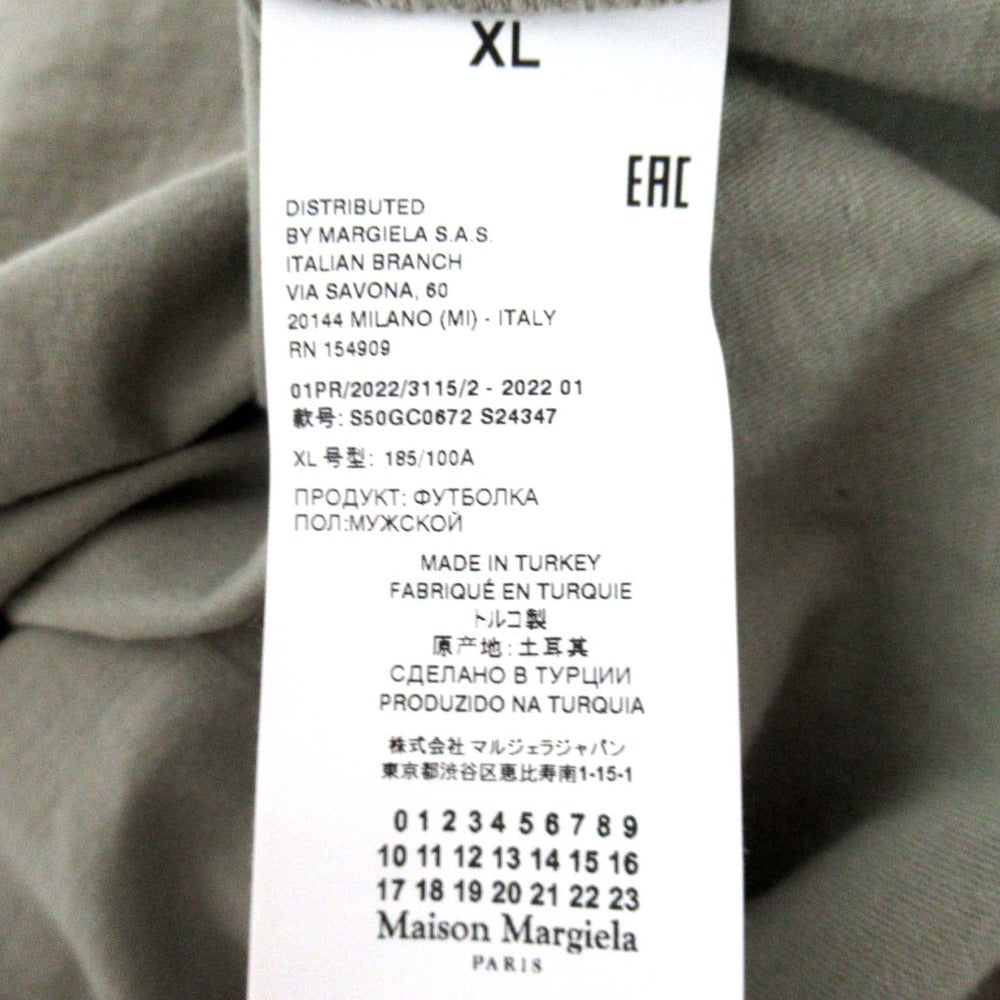 XL
EAC
DISTRIBUTED
BY MARGIELA S.A.S.
ITALIAN BRANCH
VIA SAVONA, 60
20144 MILANO (MI) - ITALY
RN 154909
01PR/2022/3115/2 - 2022 01
款号: S50GC0672 S24347
XL 号型: 185/100A
ПРОДУКТ: ФУТБОЛКА
ПОЛ:МУЖСКОЙ
MADE IN TURKEY
FABRIQUÉ EN TURQUIE
トルコ製
原产地: 土耳其
СДЕЛАНО В ТУРЦИИ
PRODUZIDO NA TURQUIA
株式会社 マルジェラジャパン
東京都渋谷区恵比寿南1-15-1
0 1 2 3 4 5 6 7 8 9
10 11 12 13 14 15 16
17 18 19 20 21 22 23
Maison Margiela
PARIS